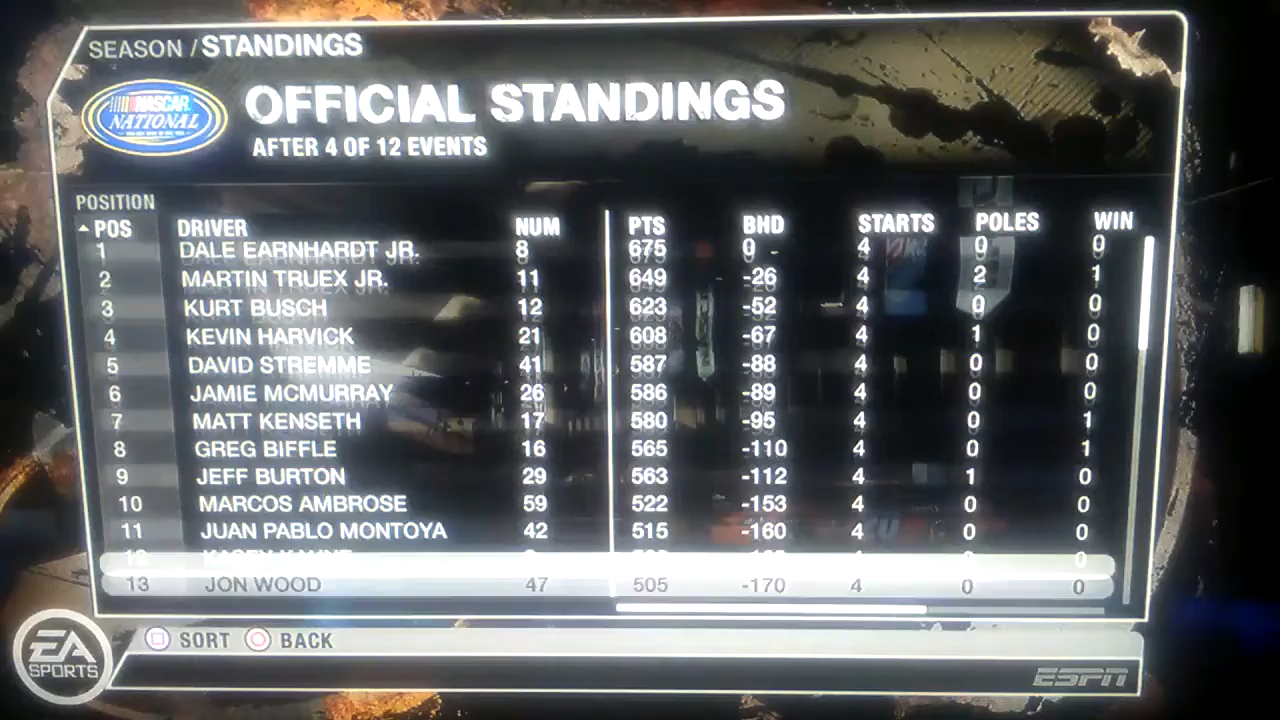 SEASON / STANDINGS
NASCAR
NATIONAL
OFFICIAL STANDINGS
AFTER 4 OF 12 EVENTS
POSITION
POS DRIVER NUM PTS BHD STARTS POLES WIN
1 DALE EARNHARDT JR. 8 675 0 4 0 0
2 MARTIN TRUEX JR. 11 649 -26 4 2 1
3 KURT BUSCH 12 623 -52 4 0 0
4 KEVIN HARVICK 21 608 -67 4 1 0
5 DAVID STREMME 41 587 -88 4 0 0
6 JAMIE MCMURRAY 26 586 -89 4 0 0
7 MATT KENSETH 17 580 -95 4 0 1
8 GREG BIFFLE 16 565 -110 4 0 1
9 JEFF BURTON 29 563 -112 4 1 0
10 MARCOS AMBROSE 59 522 -153 4 0 0
11 JUAN PABLO MONTOYA 42 515 -160 4 0 0
12 KASEY KAHNE
13 JON WOOD 47 505 -170 4 0 0
SORT BACK
EA
SPORTS
ESPN